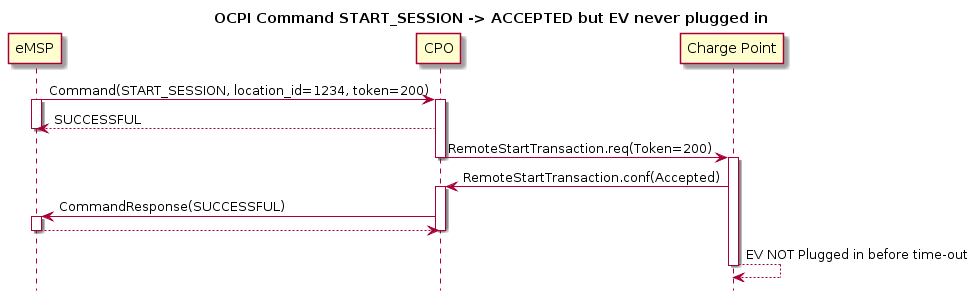 OCPI Command START_SESSION -> ACCEPTED but EV never plugged in
eMSP
CPO
Charge Point
Command(START_SESSION, location_id=1234, token=200)
SUCCESSFUL
RemoteStartTransaction.req(Token=200)
RemoteStartTransaction.conf(Accepted)
CommandResponse(SUCCESSFUL)
EV NOT Plugged in before time-out